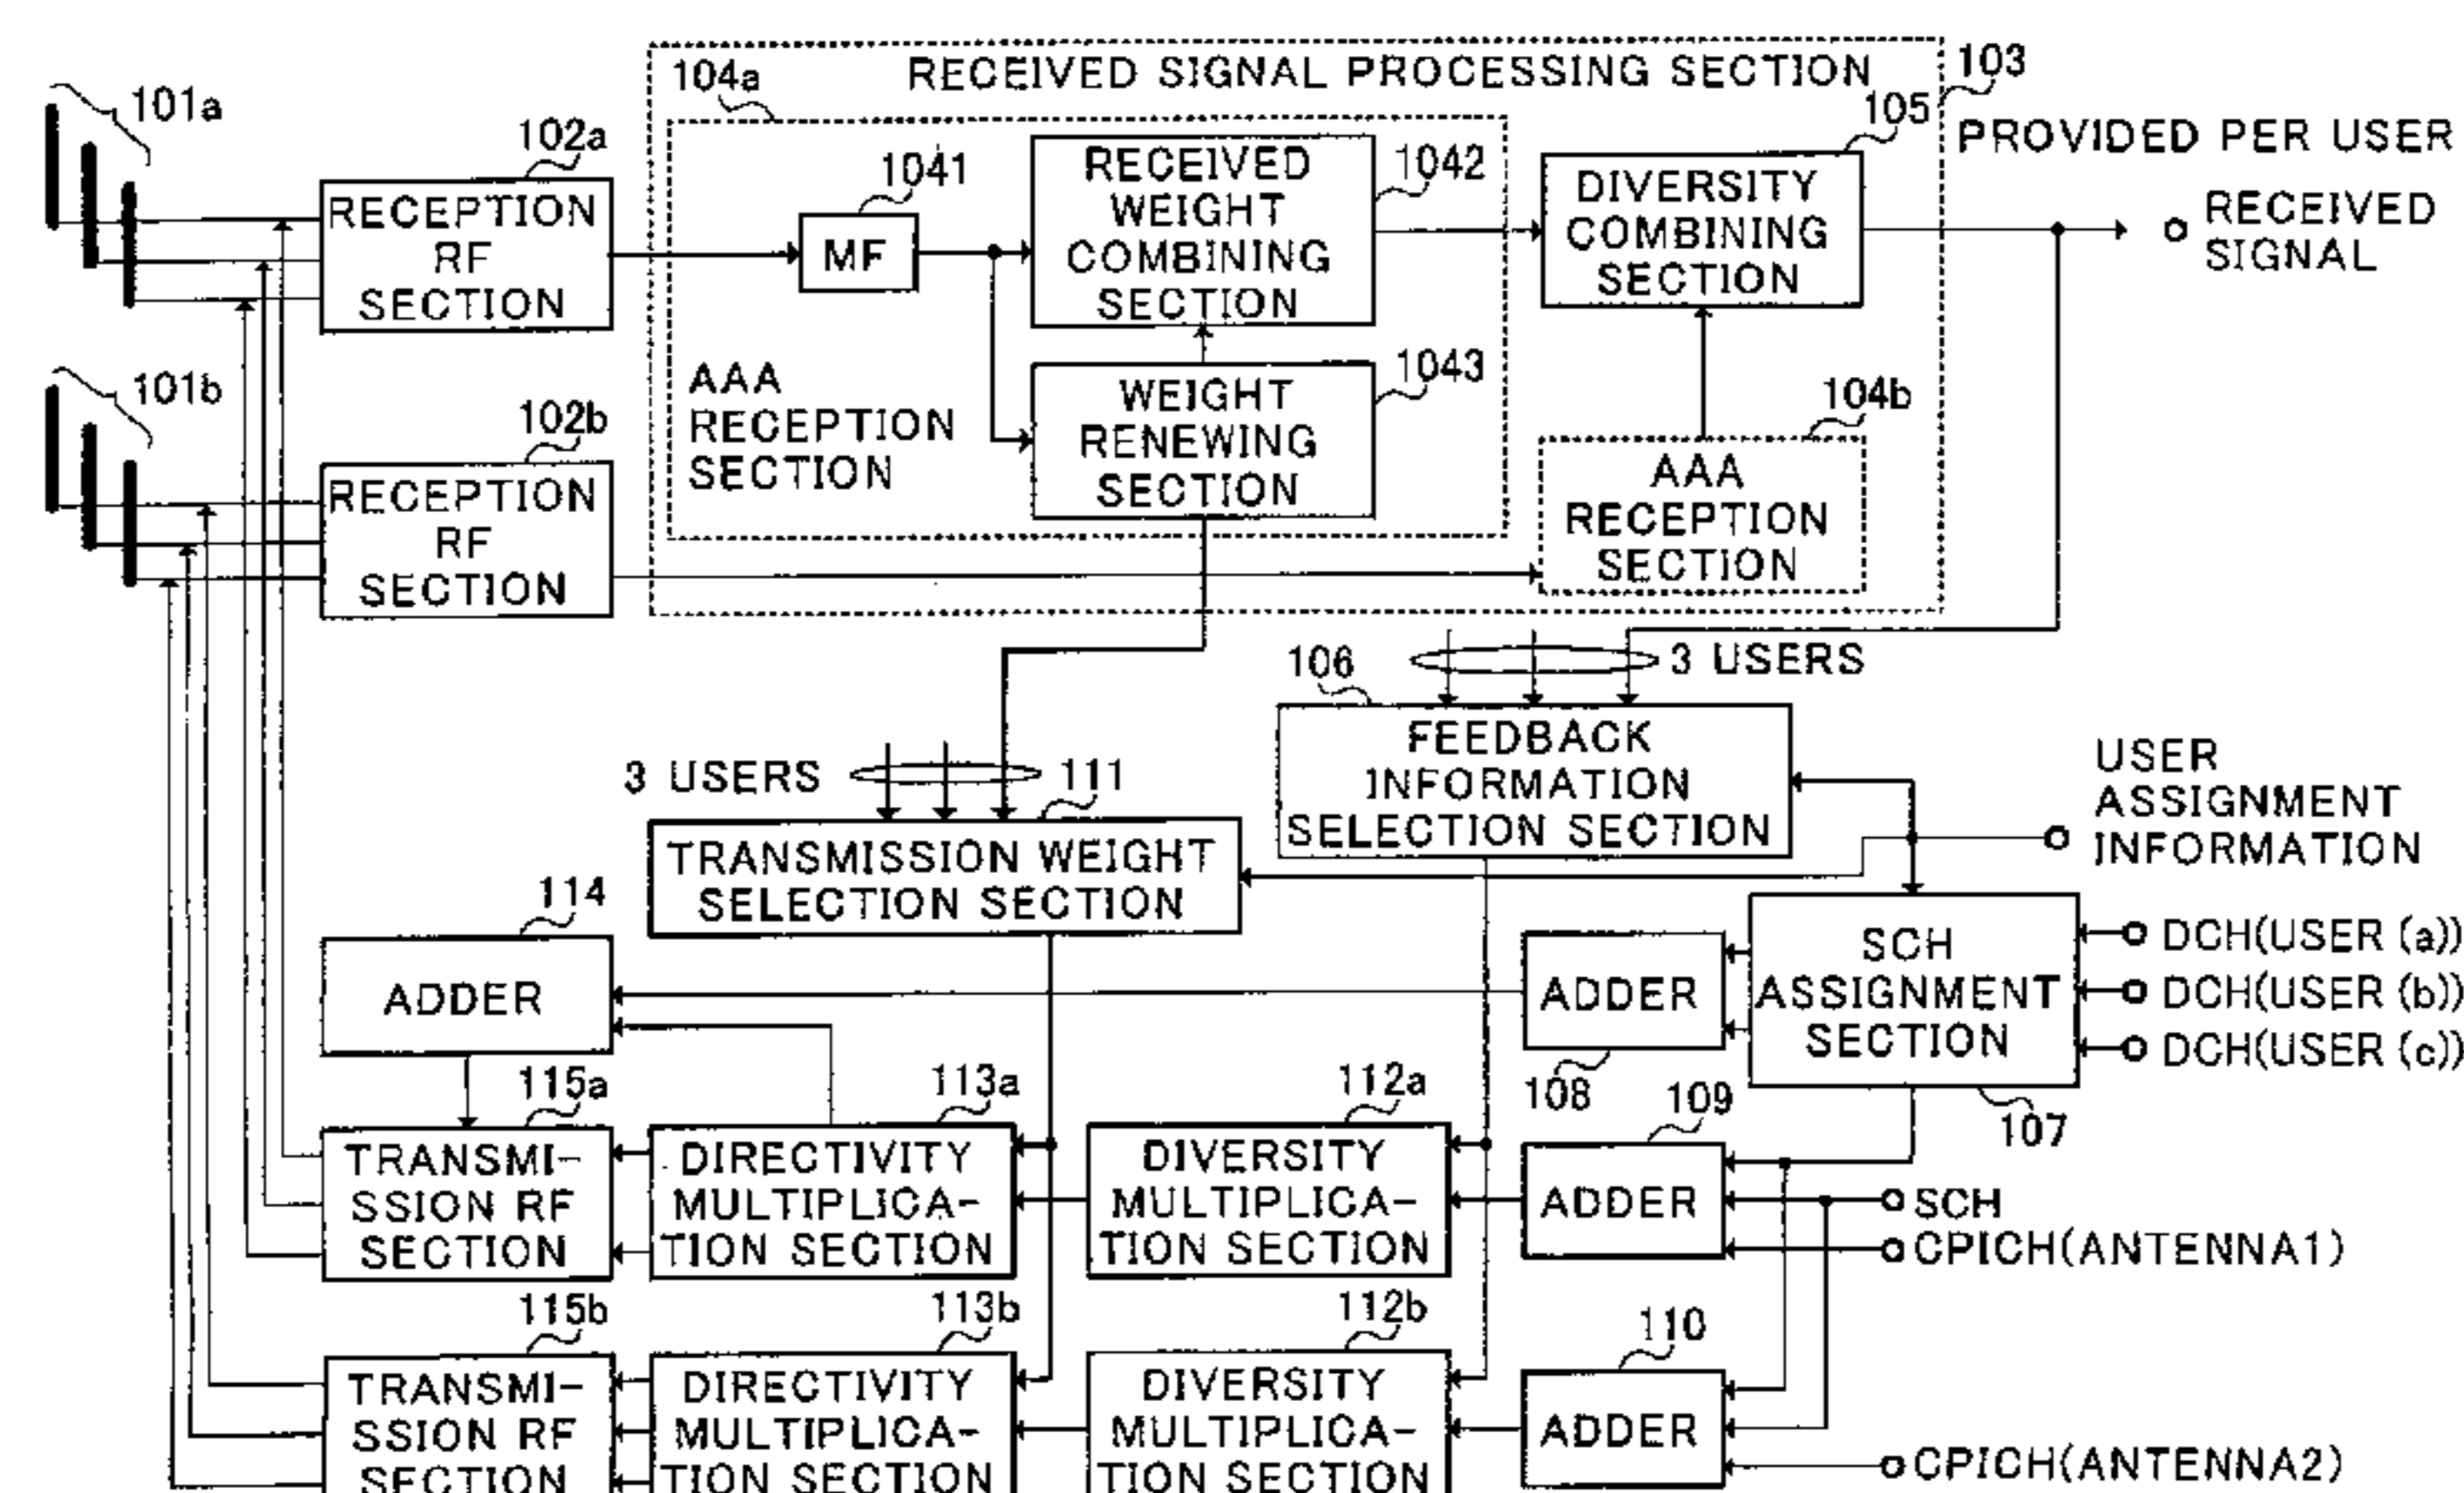 101a
102a
RECEPTION
RF
SECTION
101b
102b
RECEPTION
RF
SECTION
RECEIVED SIGNAL PROCESSING SECTION
103
104a
1041
MF
RECEIVED
WEIGHT
COMBINING
SECTION
1042
AAA
RECEPTION
SECTION
WEIGHT
RENEWING
SECTION
1043
105
DIVERSITY
COMBINING
SECTION
104b
AAA
RECEPTION
SECTION
PROVIDED PER USER
RECEIVED
SIGNAL
3 USERS
106
FEEDBACK
INFORMATION
SELECTION SECTION
USER
ASSIGNMENT
INFORMATION
3 USERS
111
TRANSMISSION WEIGHT
SELECTION SECTION
114
ADDER
ADDER
108
SCH
ASSIGNMENT
SECTION
107
DCH(USER (a))
DCH(USER (b))
DCH(USER (c))
115a
TRANSMI-
SSION RF
SECTION
113a
DIRECTIVITY
MULTIPLICA-
TION SECTION
112a
DIVERSITY
MULTIPLICA-
TION SECTION
109
ADDER
SCH
CPICH(ANTENNA1)
115b
TRANSMI-
SSION RF
SECTION
113b
DIRECTIVITY
MULTIPLICA-
TION SECTION
112b
DIVERSITY
MULTIPLICA-
TION SECTION
110
ADDER
CPICH(ANTENNA2)